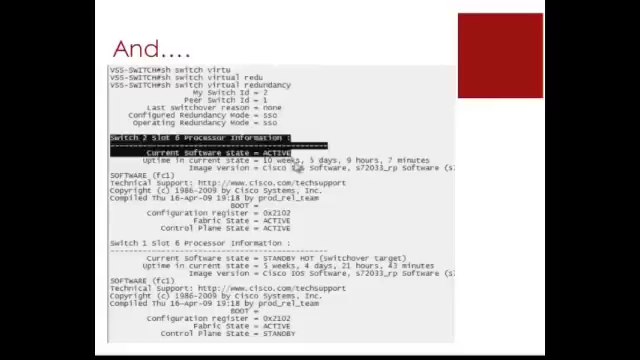 And....
VSS-SWITCH#sh switch virtu
VSS-SWITCH#sh switch virtual redu
VSS-SWITCH#sh switch virtual redundancy
My Switch Id = 2
Peer Switch Id = 1
Last switchover reason = none
Configured Redundancy Mode = sso
Operating Redundancy Mode = sso
Switch 2 Slot 6 Processor Information :
-----------------------------------------------
Current Software state = ACTIVE
Uptime in current state = 10 weeks, 5 days, 9 hours, 7 minutes
Image Version = Cisco IOS Software, s72033_rp Software (s7
SOFTWARE (fc1)
Technical Support: http://www.cisco.com/techsupport
Copyright (c) 1986-2009 by Cisco Systems, Inc.
Compiled Thu 16-Apr-09 19:18 by prod_rel_team
BOOT =
Configuration register = 0x2102
Fabric State = ACTIVE
Control Plane State = ACTIVE
Switch 1 Slot 6 Processor Information :
-----------------------------------------------
Current Software state = STANDBY HOT (switchover target)
Uptime in current state = 5 weeks, 4 days, 21 hours, 43 minutes
Image Version = Cisco IOS Software, s72033_rp Software (s7
SOFTWARE (fc1)
Technical Support: http://www.cisco.com/techsupport
Copyright (c) 1986-2009 by Cisco Systems, Inc.
Compiled Thu 16-Apr-09 19:18 by prod_rel_team
BOOT =
Configuration register = 0x2102
Fabric State = ACTIVE
Control Plane State = STANDBY